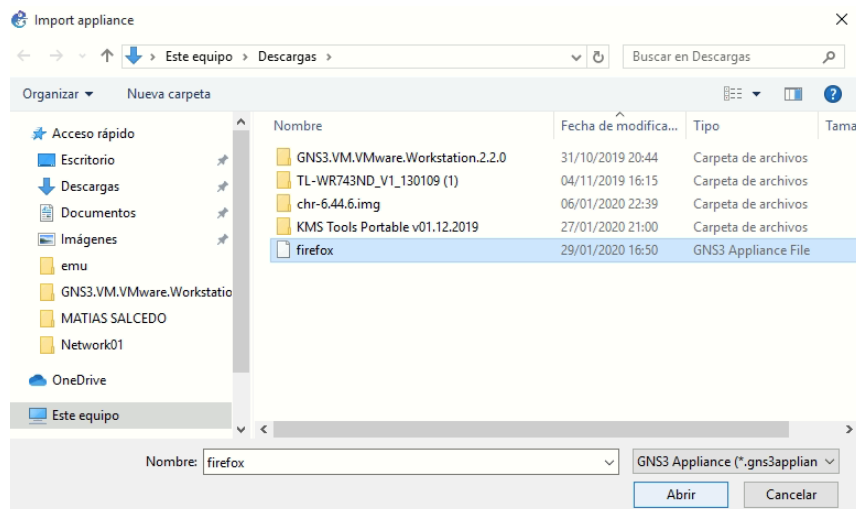 Import appliance
Este equipo > Descargas >
Buscar en Descargas
Organizar Nueva carpeta
Nombre Fecha de modifica... Tipo Tama
Acceso rápido
Escritorio
Descargas
Documentos
Imágenes
emu
GNS3.VM.VMware.Workstatio
MATIAS SALCEDO
Network01
OneDrive
Este equipo
GNS3.VM.VMware.Workstation.2.2.0 31/10/2019 20:44 Carpeta de archivos
TL-WR743ND_V1_130109 (1) 04/11/2019 16:15 Carpeta de archivos
chr-6.44.6.img 06/01/2020 22:39 Carpeta de archivos
KMS Tools Portable v01.12.2019 27/01/2020 21:00 Carpeta de archivos
firefox 29/01/2020 16:50 GNS3 Appliance File
Nombre: firefox GNS3 Appliance (*.gns3applian
Abrir Cancelar